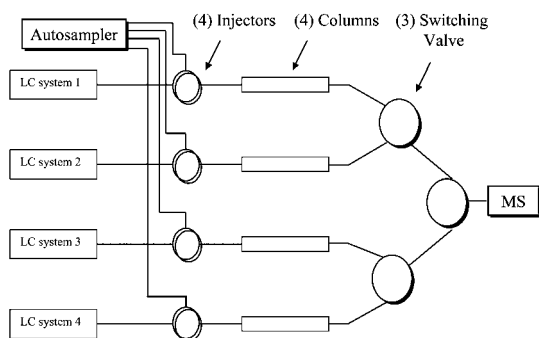 (4) Injectors
(4) Columns
(3) Switching
Valve
Autosampler
LC system 1
LC system 2
MS
LC system 3
LC system 4